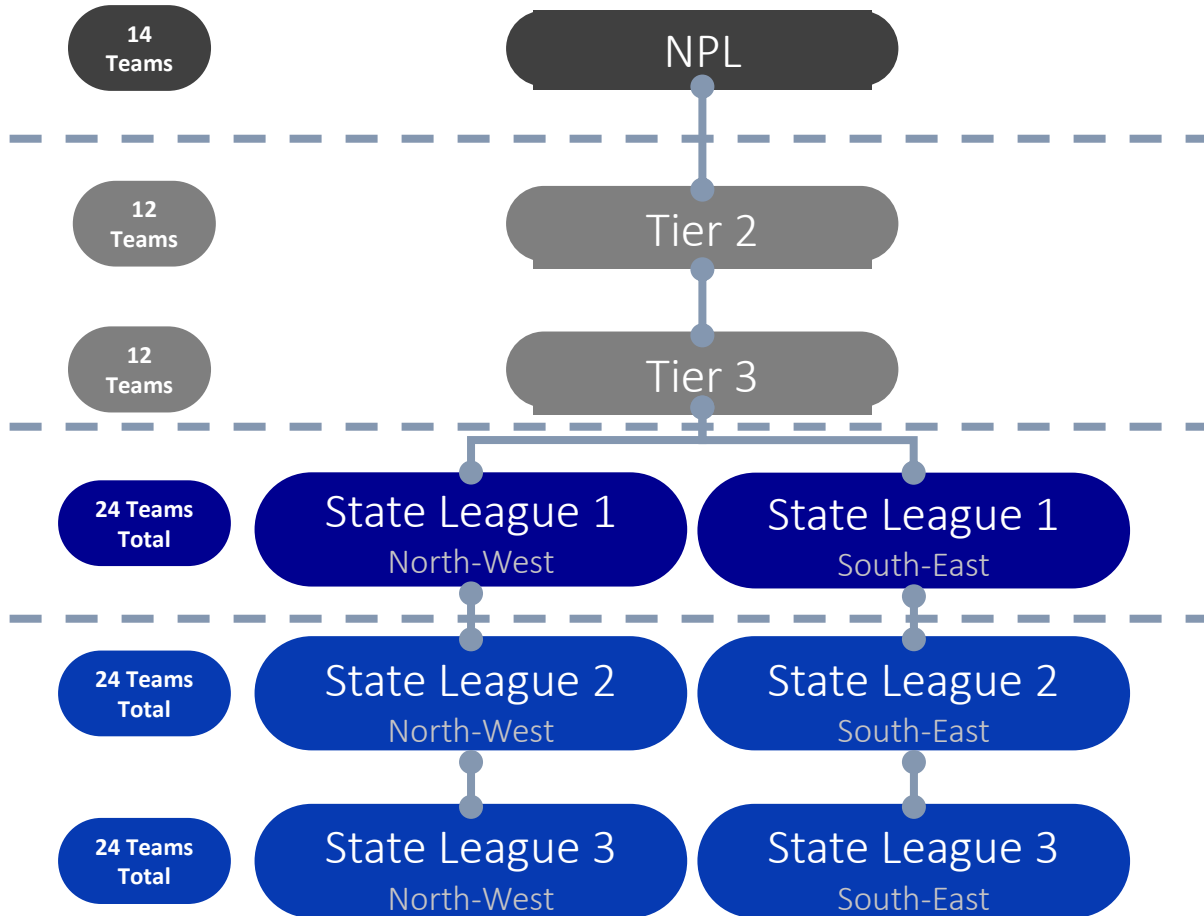 14
Teams
NPL
12
Teams
Tier 2
12
Teams
Tier 3
24 Teams
Total
State League 1
North-West
State League 1
South-East
24 Teams
Total
State League 2
North-West
State League 2
South-East
24 Teams
Total
State League 3
North-West
State League 3
South-East